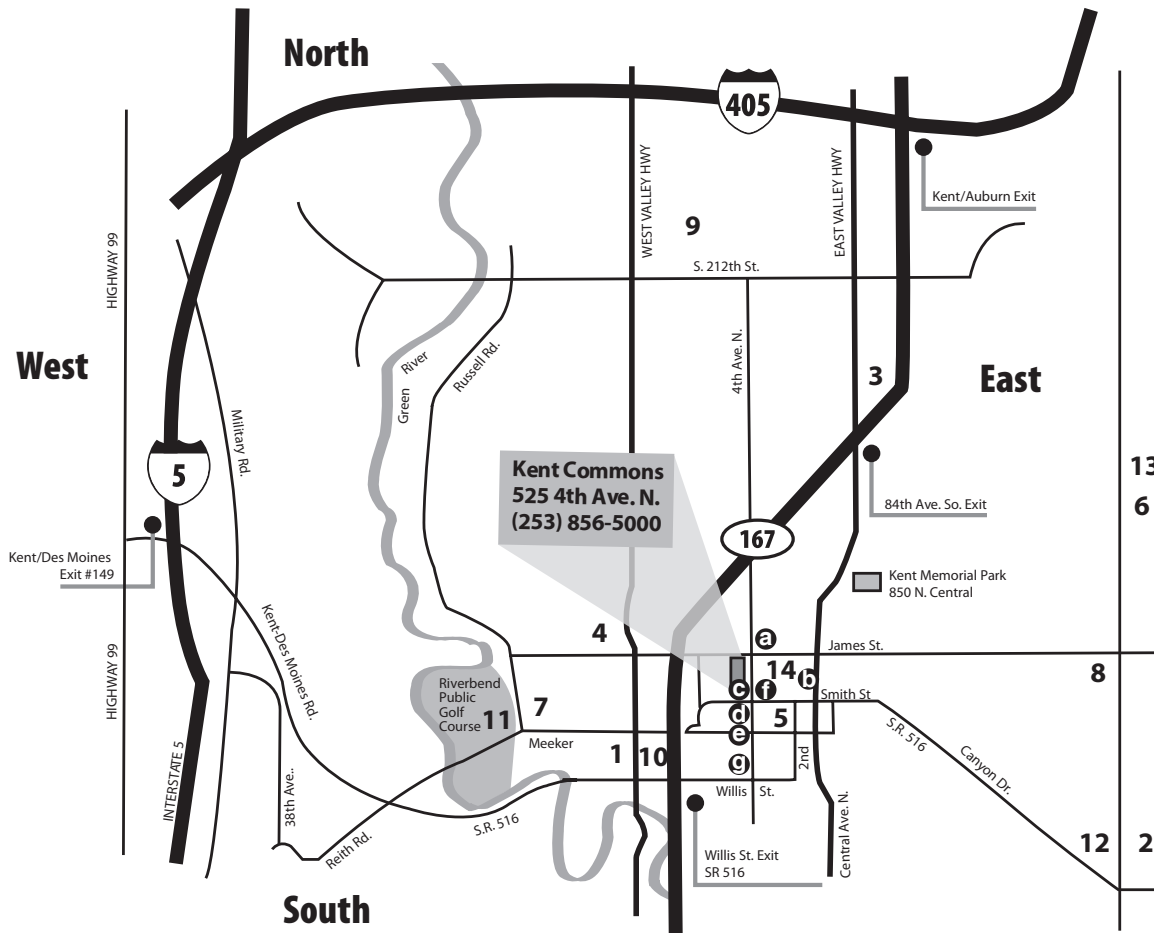 North
405
WEST VALLEY HWY
EAST VALLEY HWY
Kent/Auburn Exit
HIGHWAY 99
9
S. 212th St.
West
Green
River
Russell Rd.
4th Ave. N.
3
East
Military Rd.
5
Kent Commons
525 4th Ave. N.
(253) 856-5000
13
6
84th Ave. So. Exit
167
Kent/Des Moines
Exit #149
Kent Memorial Park
850 N. Central
Kent-Des Moines Rd.
4
a
James St.
HIGHWAY 99
Riverbend
Public
Golf
Course
11
7
14
b
8
c
f
Smith St
d
5
e
Meeker
S.R. 516
Canyon Dr.
1
10
g
2nd
INTERSTATE 5
38th Ave..
Reith Rd.
S.R. 516
Willis St.
Central Ave. N.
12
2
Willis St. Exit
SR 516
South